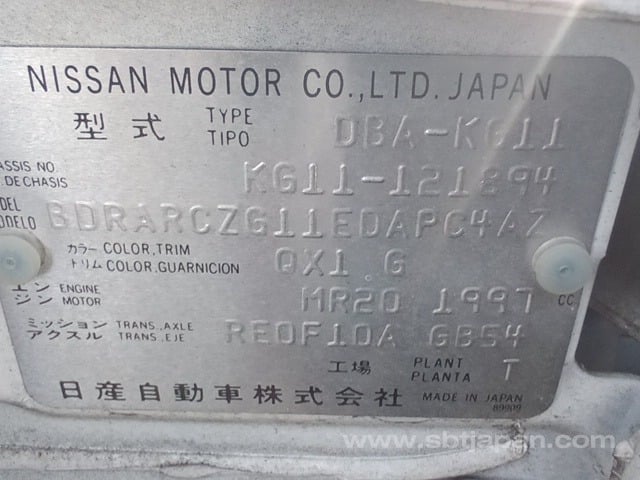 NISSAN MOTOR CO.,LTD. JAPAN
型式 TYPE TIPO DBA-KG11
ASSIS NO. . DE CHASIS KG11-121894
DEL ODELO BDRARCZG11EDAPC4AZ
カラー COLOR,TRIM
トリム COLOR,GUARNICION QX1 G
エンジン ENGINE MOTOR MR20 1997 CC
ミッション TRANS.,AXLE
アクスル TRANS.,EJE RE0F10A GB54
工場 PLANT PLANTA T
日産自動車株式会社 MADE IN JAPAN
89909
www.sbtjapan.com